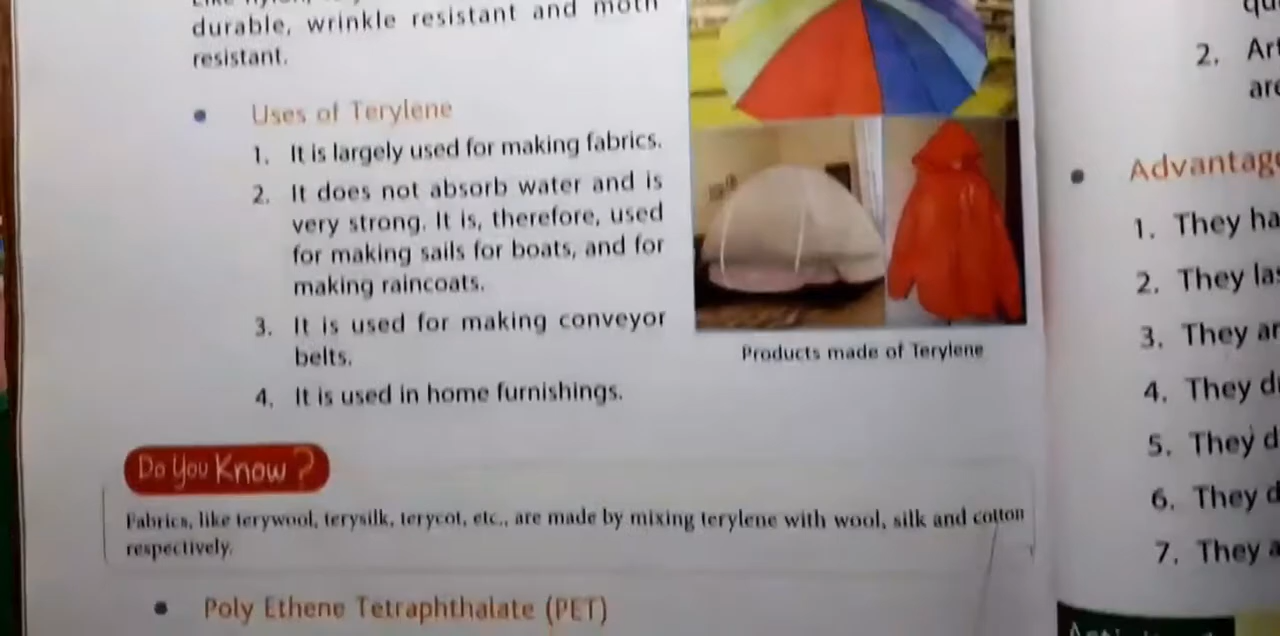 durable, wrinkle resistant and moth
resistant.
Uses of Terylene
1. It is largely used for making fabrics.
2. It does not absorb water and is
very strong. It is, therefore, used
for making sails for boats, and for
making raincoats.
3. It is used for making conveyor
belts.
4. It is used in home furnishings.
Products made of Terylene
Do You Know ?
Fabrics, like terywool, terysilk, terycot, etc., are made by mixing terylene with wool, silk and cotton
respectively.
Poly Ethene Tetraphthalate (PET)
2.
Advantag
1. They ha
2. They las
3. They ar
4. They di
5. They d
6. They d
7. They a